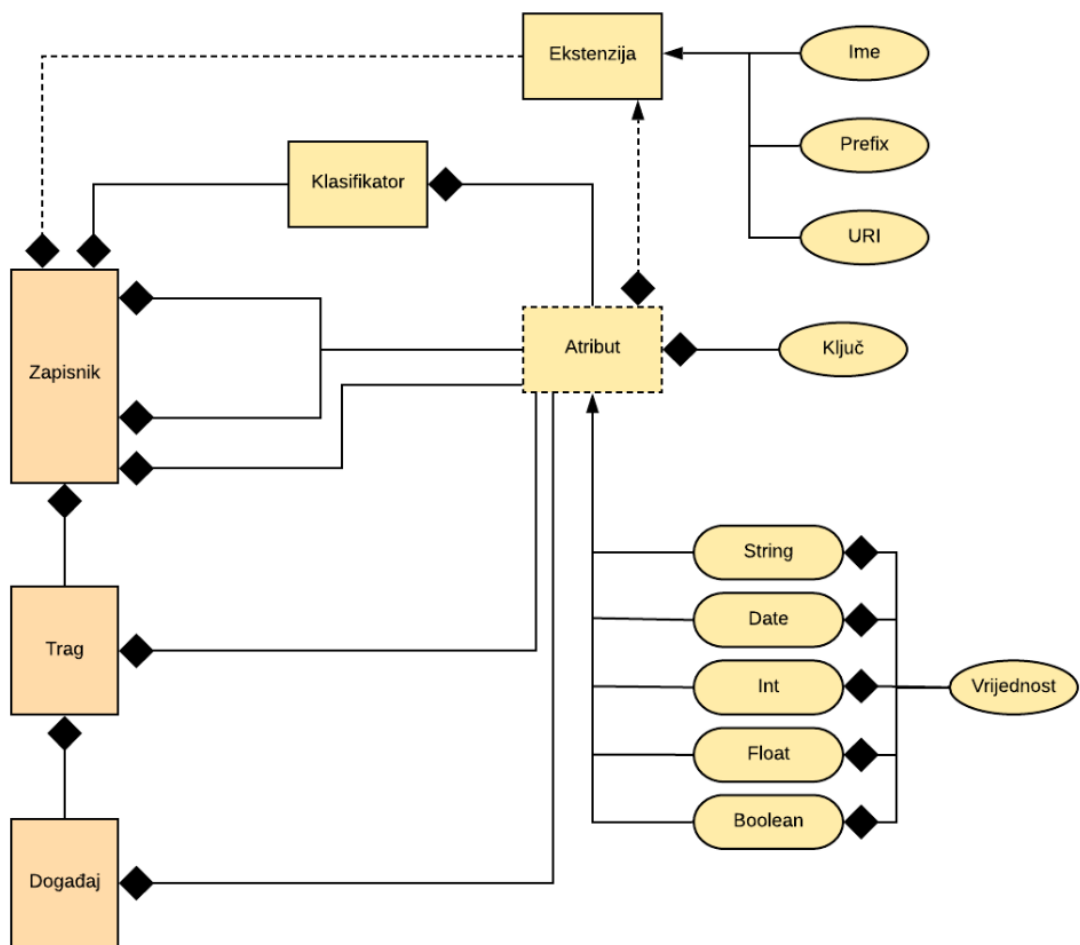 Ekstenzija
Ime
Prefix
URI
Klasifikator
Zapisnik
Atribut
Ključ
Trag
String
Date
Int
Float
Boolean
Vrijednost
Događaj